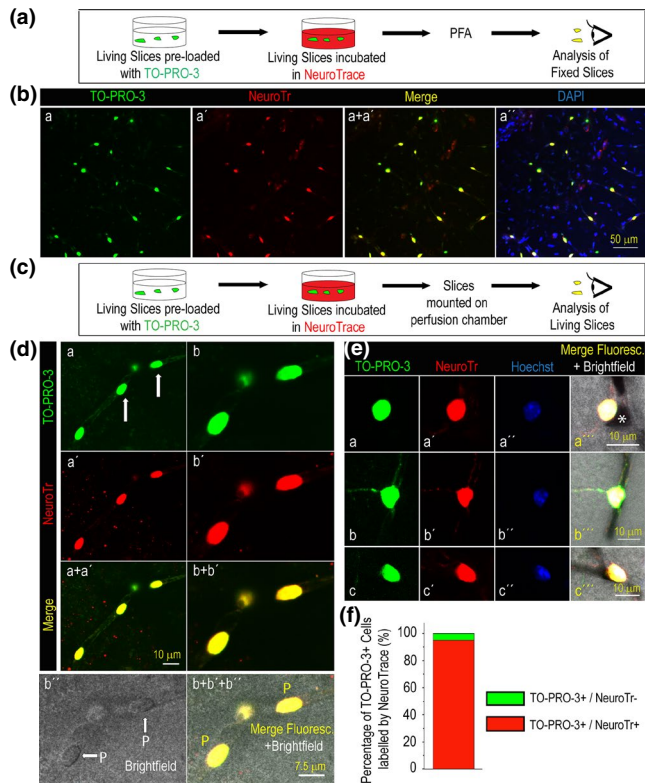 (a)
Living Slices pre-loaded
with TO-PRO-3
Living Slices incubated
in NeuroTrace
PFA
Analysis of
Fixed Slices
(b)
TO-PRO-3
NeuroTr
Merge
DAPI
a
a´
a+a´
a´´
50 µm
(c)
Living Slices pre-loaded
with TO-PRO-3
Living Slices incubated
in NeuroTrace
Slices
mounted on
perfusion chamber
Analysis of
Living Slices
(d)
TO-PRO-3
a
b
NeuroTr
a´
b´
Merge
a+a´
b+b´
10 µm
b´´
P
P
Brightfield
b+b´+b´´
P
P
Merge Fluoresc.
+Brightfield
7.5 µm
(e)
TO-PRO-3
NeuroTr
Hoechst
Merge Fluoresc.
+ Brightfield
a
a´
a´´
*
a´´´
10 µm
b
b´
b´´
b´´´
10 µm
c
c´
c´´
c´´´
10 µm
(f)
Percentage of TO-PRO-3+ Cells
labelled by NeuroTrace (%)
100
80
60
40
20
0
TO-PRO-3+ / NeuroTr-
TO-PRO-3+ / NeuroTr+